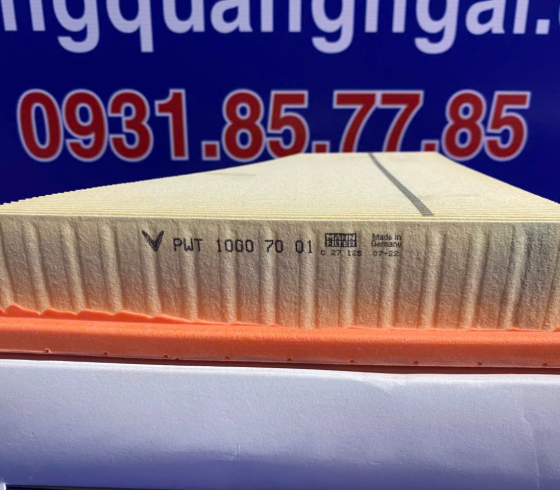 ngquangngai.
0931.85.77.85
PWT 1000 70 01
MANN
FILTER
C 27 125
Made in
Germany
07-22